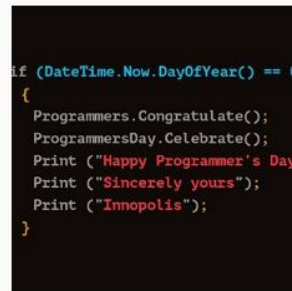 if (DateTime.Now.DayOfYear() ==
{
Programmers.Congratulate();
ProgrammersDay.Celebrate();
Print ("Happy Programmer's Day
Print ("Sincerely yours");
Print ("Innopolis");
}